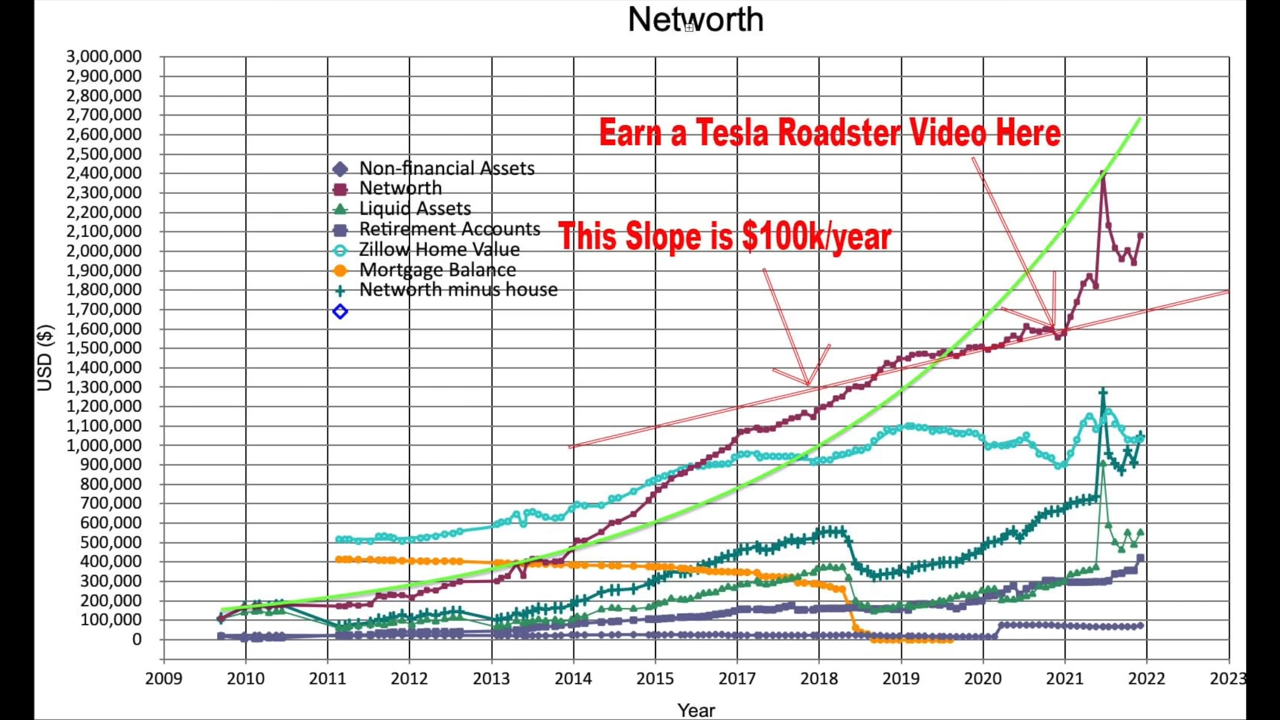 Networth
3,000,000
2,900,000
2,800,000
2,700,000
2,600,000
2,500,000
2,400,000
2,300,000
2,200,000
2,100,000
2,000,000
1,900,000
1,800,000
1,700,000
1,600,000
1,500,000
1,400,000
1,300,000
1,200,000
1,100,000
1,000,000
900,000
800,000
700,000
600,000
500,000
400,000
300,000
200,000
100,000
0
USD ($)
Earn a Tesla Roadster Video Here
This Slope is $100k/year
Non-financial Assets
Networth
Liquid Assets
Retirement Accounts
Zillow Home Value
Mortgage Balance
Networth minus house
2009 2010 2011 2012 2013 2014 2015 2016 2017 2018 2019 2020 2021 2022 2023
Year